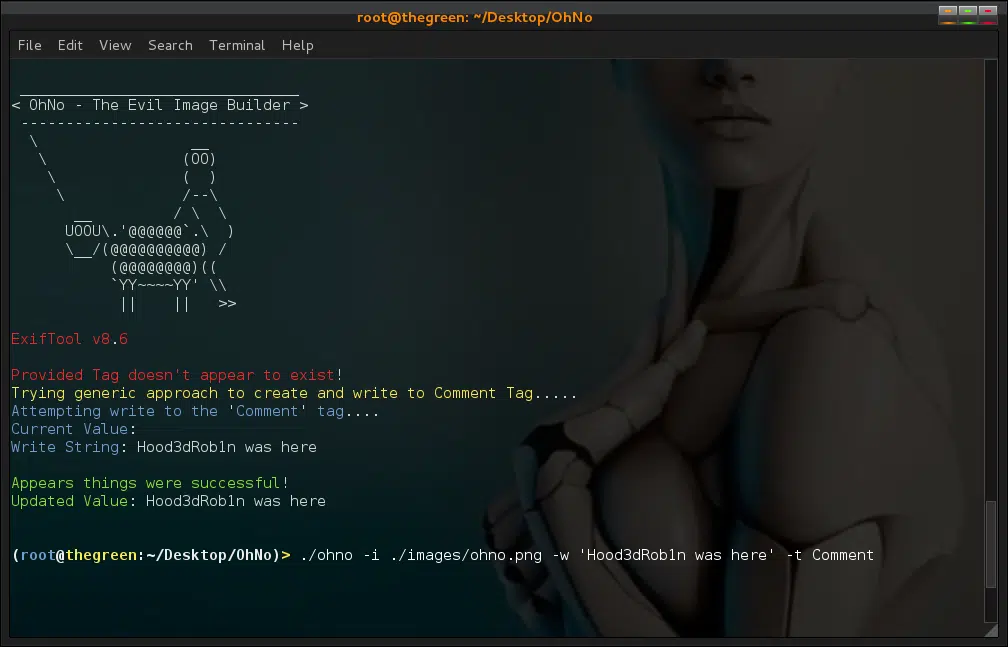 root@thegreen: ~/Desktop/OhNo
File Edit View Search Terminal Help
 _______________________________
< OhNo - The Evil Image Builder >
 -------------------------------
  \                 __
   \               (OO)
    \              (  )
     \             /--\
       __         / \  \
      UOOU\.'@@@@@@`.\  )
      \__/(@@@@@@@@@@) /
           (@@@@@@@@)((
           `YY~~~~YY' \\
            ||    ||   >>
ExifTool v8.6
Provided Tag doesn't appear to exist!
Trying generic approach to create and write to Comment Tag.....
Attempting write to the 'Comment' tag....
Current Value:
Write String: Hood3dRob1n was here
Appears things were successful!
Updated Value: Hood3dRob1n was here
(root@thegreen:~/Desktop/OhNo)> ./ohno -i ./images/ohno.png -w 'Hood3dRob1n was here' -t Comment